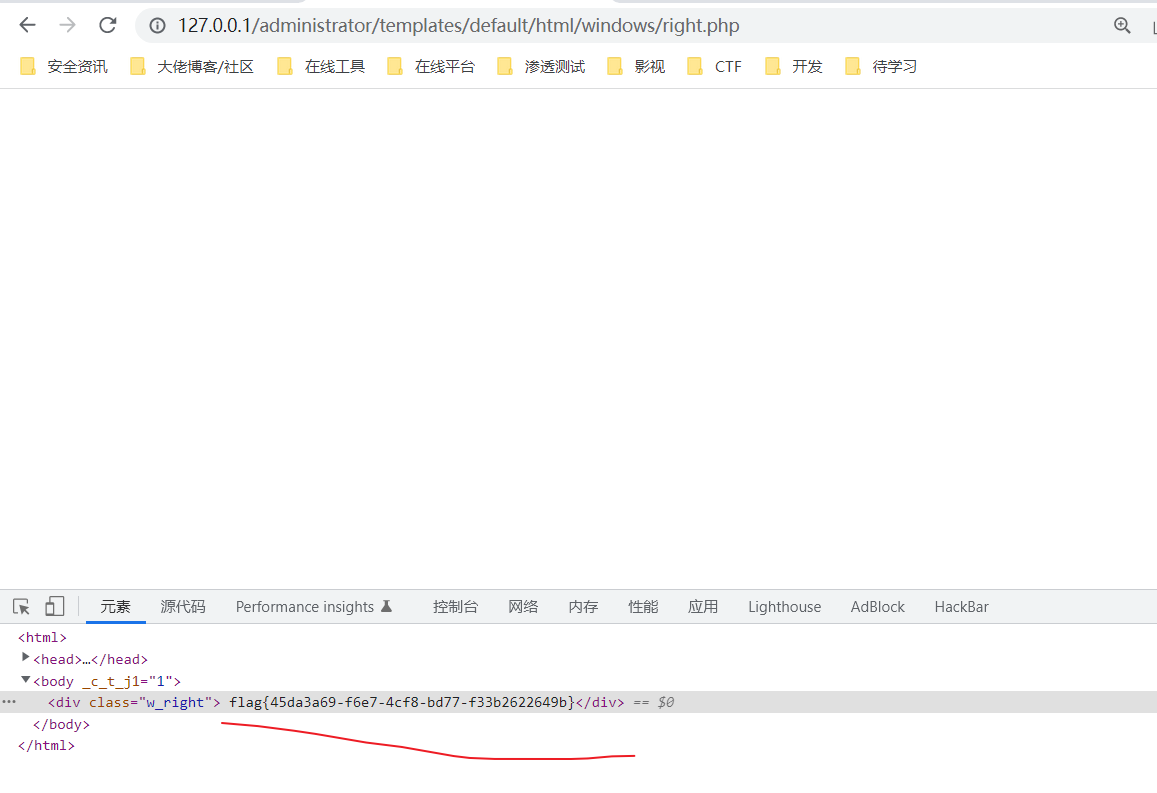 127.0.0.1/administrator/templates/default/html/windows/right.php
安全资讯 大佬博客/社区 在线工具 在线平台 渗透测试 影视 CTF 开发 待学习
元素 源代码 Performance insights 控制台 网络 内存 性能 应用 Lighthouse AdBlock HackBar
<html>
<head>…</head>
<body _c_t_j1="1">
<div class="w_right"> flag{45da3a69-f6e7-4cf8-bd77-f33b2622649b}</div> == $0
</body>
</html>